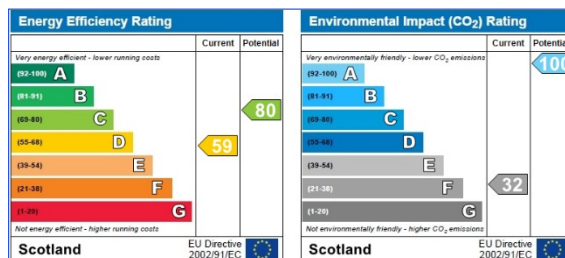 Energy Efficiency Rating
Current Potential
Very energy efficient - lower running costs
(92-100) A
(81-91) B
(69-80) C
80
(55-68) D
59
(39-54) E
(21-38) F
(1-20) G
Not energy efficient - higher running costs
Scotland
EU Directive
2002/91/EC
Environmental Impact (CO₂) Rating
Current Potential
Very environmentally friendly - lower CO₂ emissions
100
(92-100) A
(81-91) B
(69-80) C
(55-68) D
(39-54) E
(21-38) F
32
(1-20) G
Not environmentally friendly - higher CO₂ emissions
Scotland
EU Directive
2002/91/EC